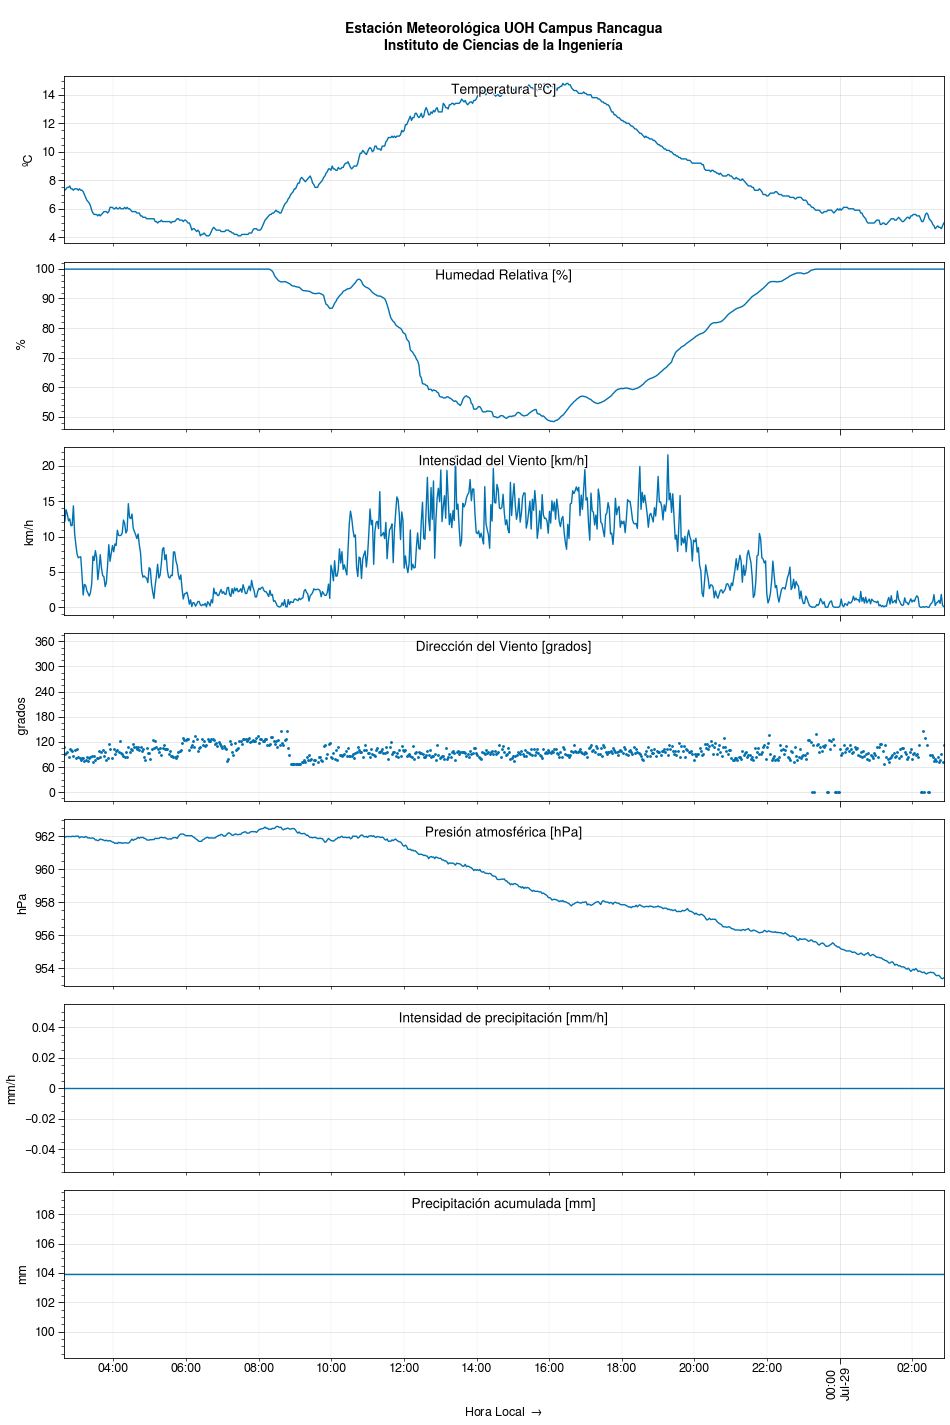 Estación Meteorológica UOH Campus Rancagua
Instituto de Ciencias de la Ingeniería
Temperatura [ºC]
14
12
10
8
6
4
ºC
Humedad Relativa [%]
100
90
80
70
60
50
%
Intensidad del Viento [km/h]
20
15
10
5
0
km/h
Dirección del Viento [grados]
360
300
240
180
120
60
0
grados
Presión atmosférica [hPa]
962
960
958
956
954
hPa
Intensidad de precipitación [mm/h]
0.04
0.02
0
−0.02
−0.04
mm/h
Precipitación acumulada [mm]
108
106
104
102
100
mm
04:00 06:00 08:00 10:00 12:00 14:00 16:00 18:00 20:00 22:00 00:00 02:00
Jul-29
Hora Local →